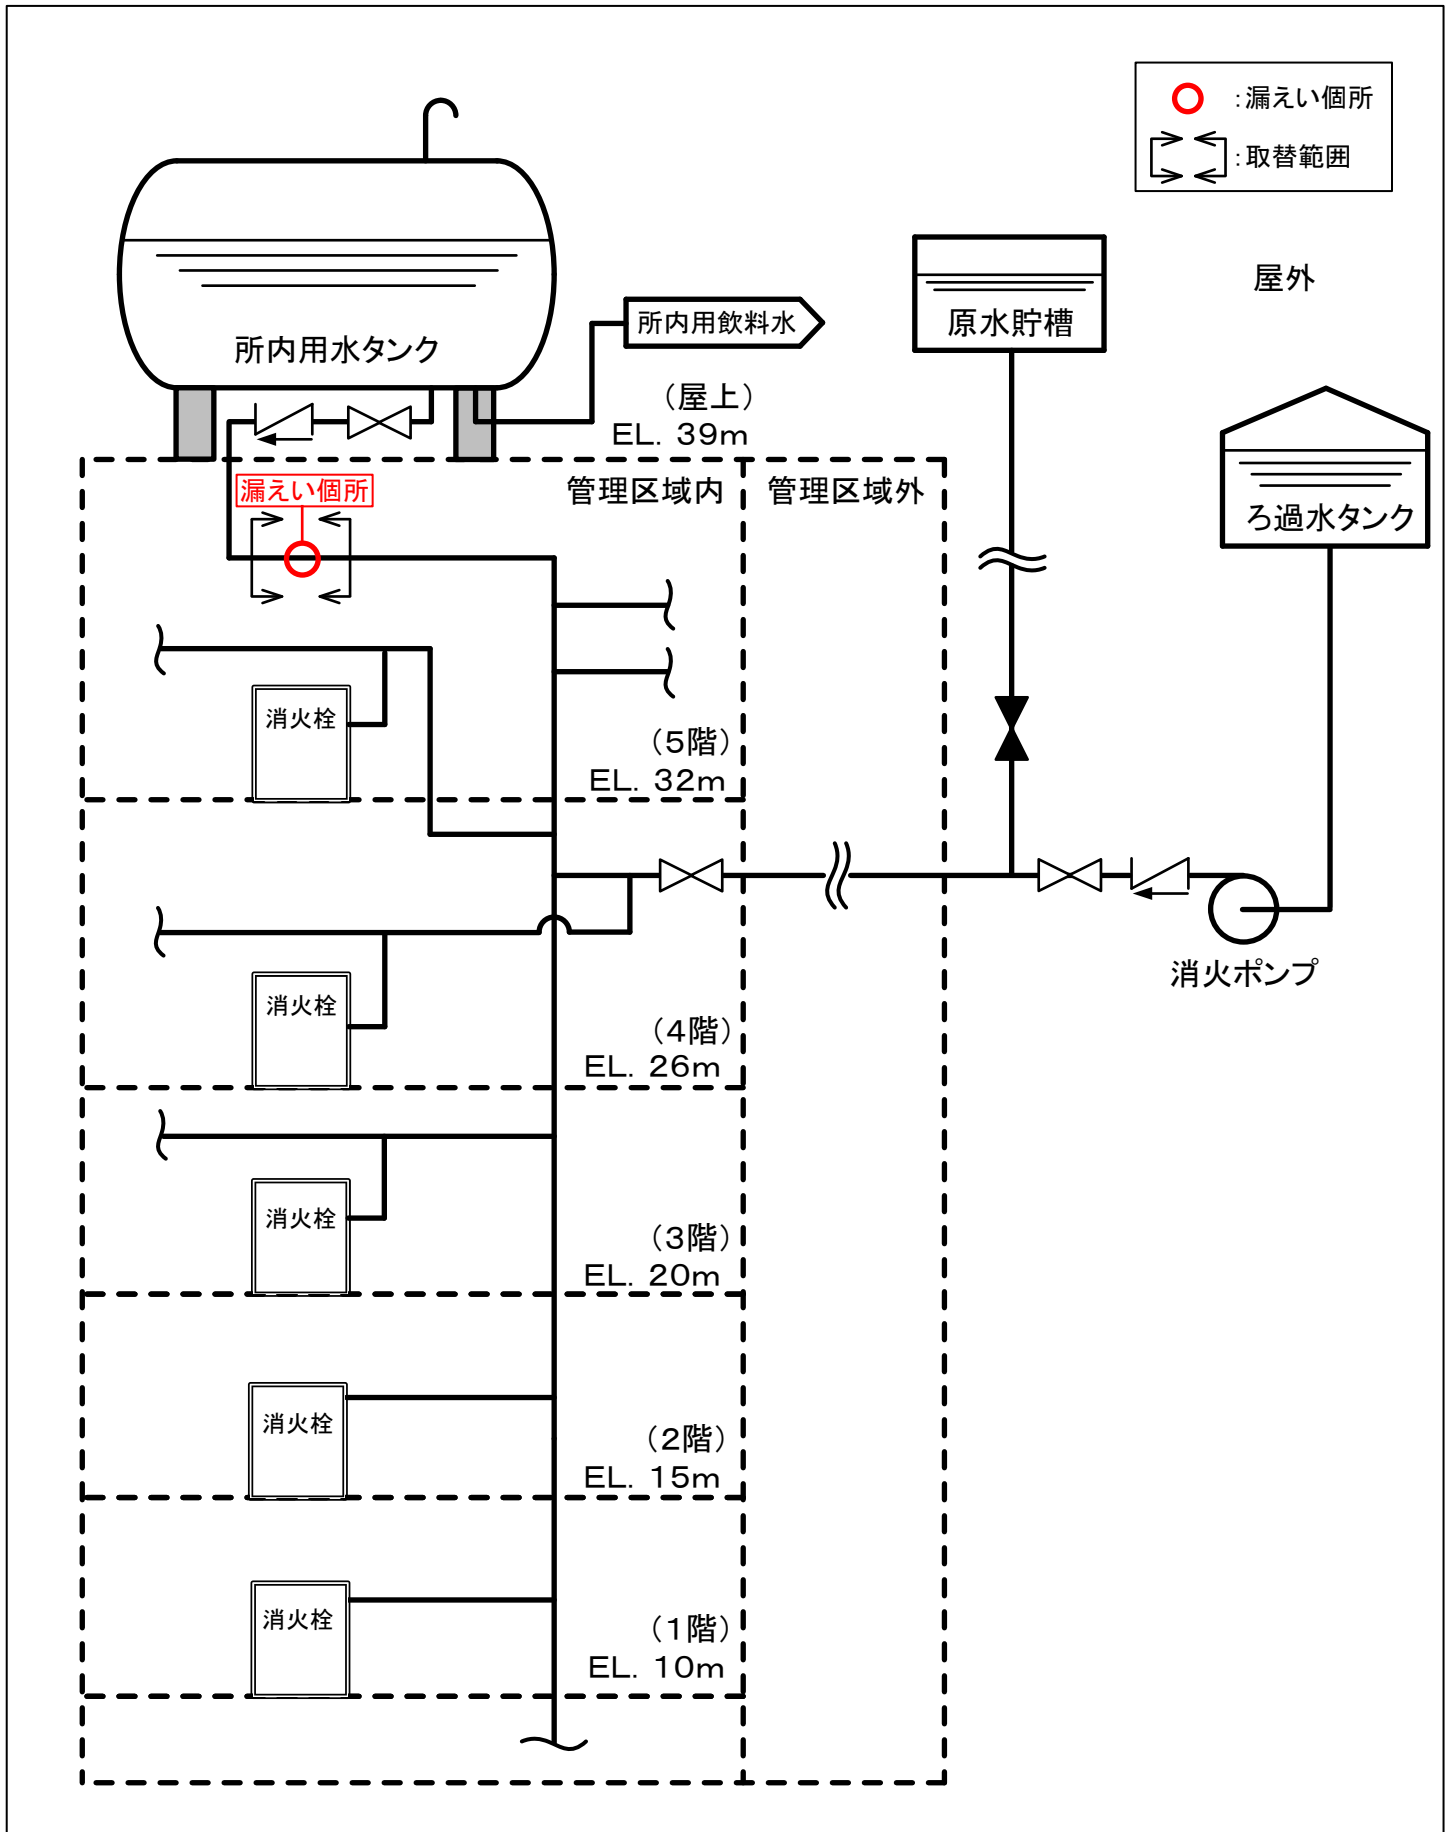 :漏えい個所
:取替範囲
屋外
所内用水タンク
所内用飲料水
原水貯槽
ろ過水タンク
(屋上)
EL. 39m
漏えい個所
管理区域内
管理区域外
消火栓
(5階)
EL. 32m
消火ポンプ
消火栓
(4階)
EL. 26m
消火栓
(3階)
EL. 20m
消火栓
(2階)
EL. 15m
消火栓
(1階)
EL. 10m